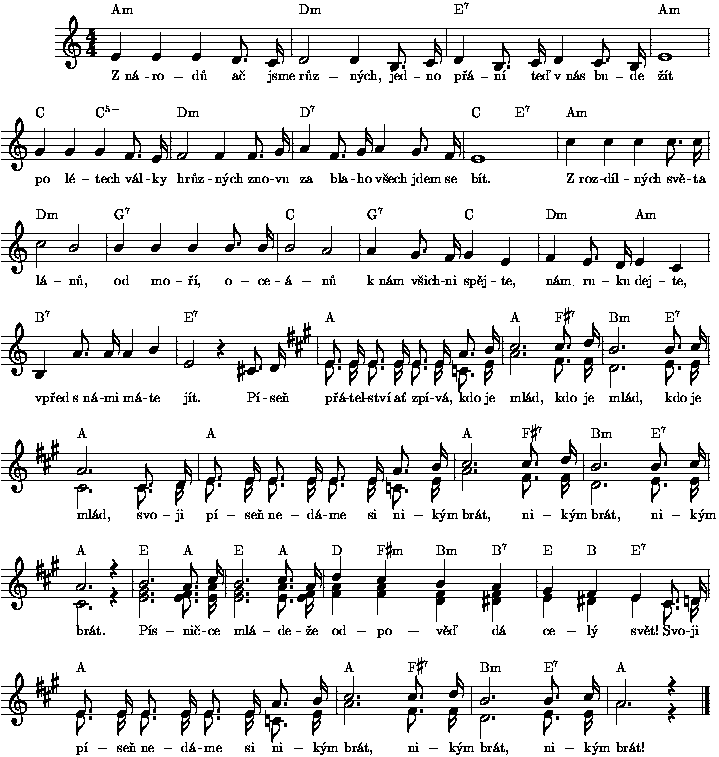 Am Dm E7 Am
Z ná – ro – dů ač jsme růz – ných, jed – no přá – ní teď v nás bu – de žít
C C5– Dm D7 C E7 Am
po lé – tech vál – ky hrůz – ných zno – vu za bla – ho všech jdem se bít. Z roz – díl – ných svě – ta
Dm G7 C G7 C Dm Am
lá – nů, od mo – ří, o – ce – á – nů k nám všich – ni spěj – te, nám ru – ku dej – te,
B7 E7 A A F#7 Bm E7
vpřed s ná – mi má – te jít. Pí – seň přá – tel – ství ať zpí – vá, kdo je mlád, kdo je mlád, kdo je
A A A F#7 Bm E7
mlád, svo – ji pí – seň ne – dá – me si ni – kým brát, ni – kým brát, ni – kým
A E A E A D F#m Bm B7 E B E7
brát. Pís – nič – ce mlá – de – že od – po – věď dá ce – lý svět! Svo – ji
A A F#7 Bm E7 A
pí – seň ne – dá – me si ni – kým brát, ni – kým brát, ni – kým brát!